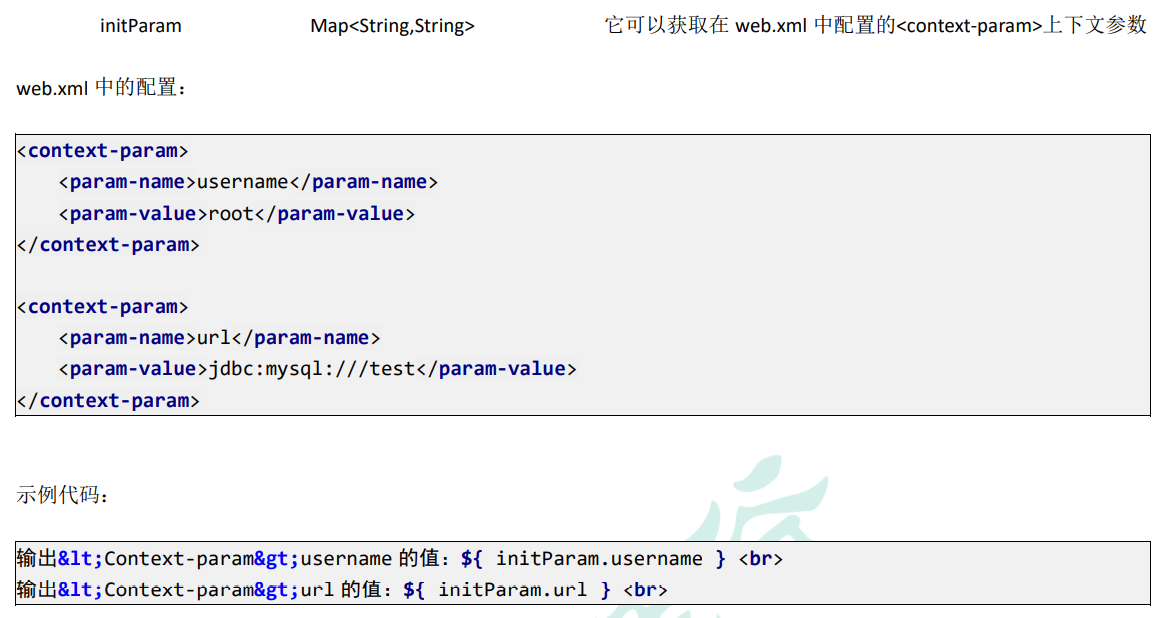 initParam Map<String,String> 它可以获取在 web.xml 中配置的<context-param>上下文参数
web.xml 中的配置：
<context-param>
    <param-name>username</param-name>
    <param-value>root</param-value>
</context-param>

<context-param>
    <param-name>url</param-name>
    <param-value>jdbc:mysql:///test</param-value>
</context-param>
示例代码：
输出&lt;Context-param&gt;username 的值：${ initParam.username } <br>
输出&lt;Context-param&gt;url 的值：${ initParam.url } <br>